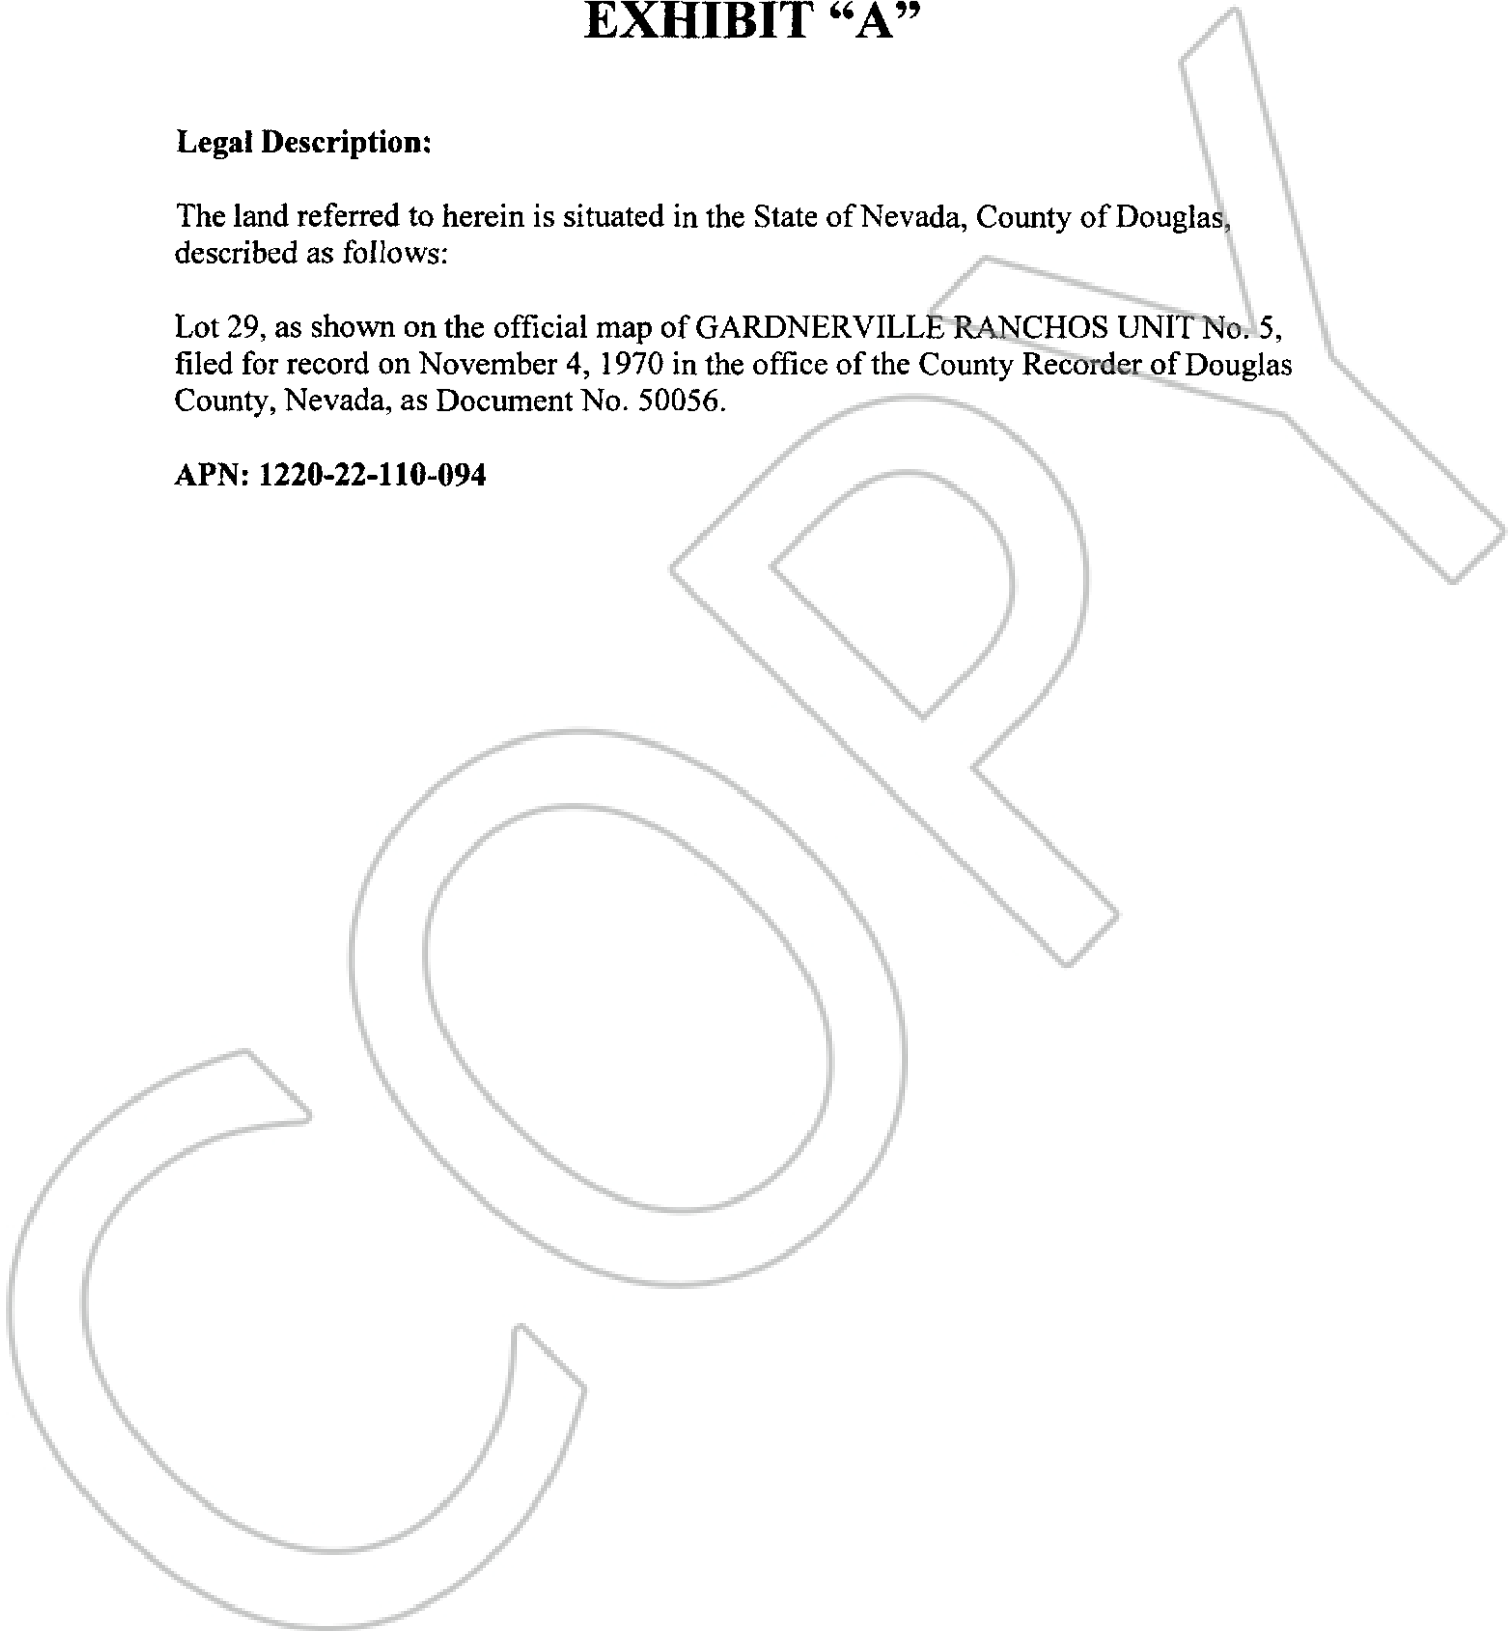 EXHIBIT “A”
Legal Description:
The land referred to herein is situated in the State of Nevada, County of Douglas,
described as follows:
Lot 29, as shown on the official map of GARDNERVILLE RANCHOS UNIT No. 5,
filed for record on November 4, 1970 in the office of the County Recorder of Douglas
County, Nevada, as Document No. 50056.
APN: 1220-22-110-094
COPY